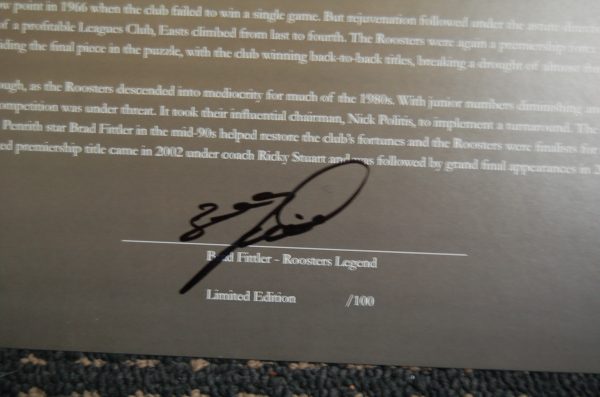 w point in 1966 when the club failed to win a single game. But rejuvenation followed under the astute directi
of a profitable Leagues Club, Easts climbed from last to fourth. The Roosters were again a premiership force
ding the final piece in the puzzle, with the club winning back-to-back titles, breaking a drought of almost
ough, as the Roosters descended into mediocrity for much of the 1980s. With junior numbers diminishing an
ompetition was under threat. It took their influential chairman, Nick Politis, to implement a turnaround. The
Penrith star Brad Fittler in the mid-90s helped restore the club's fortunes and the Roosters were finalists for
ed premiership title came in 2002 under coach Ricky Stuart and was followed by grand final appearances in 2
Brad Fittler - Roosters Legend
Limited Edition /100